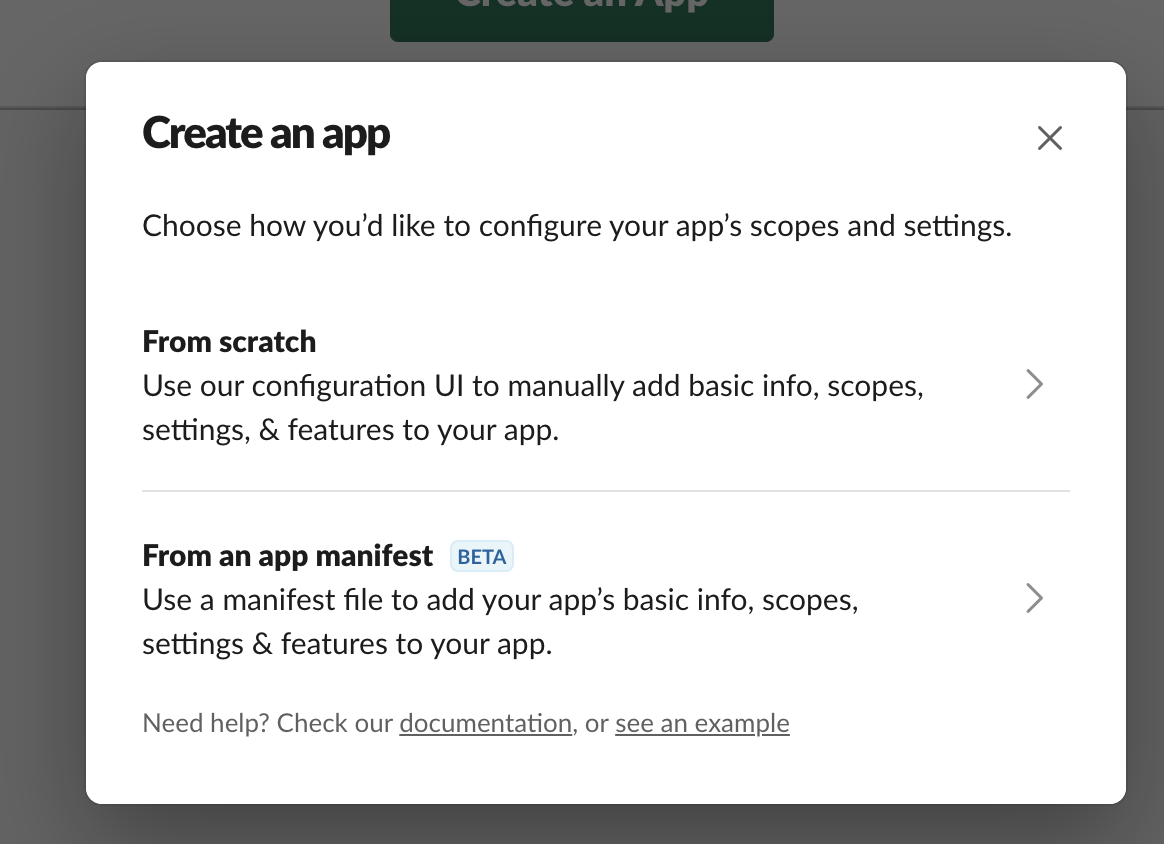 Create an App
Create an app
Choose how you’d like to configure your app’s scopes and settings.
From scratch
Use our configuration UI to manually add basic info, scopes,
settings, & features to your app.
From an app manifest BETA
Use a manifest file to add your app’s basic info, scopes,
settings & features to your app.
Need help? Check our documentation, or see an example